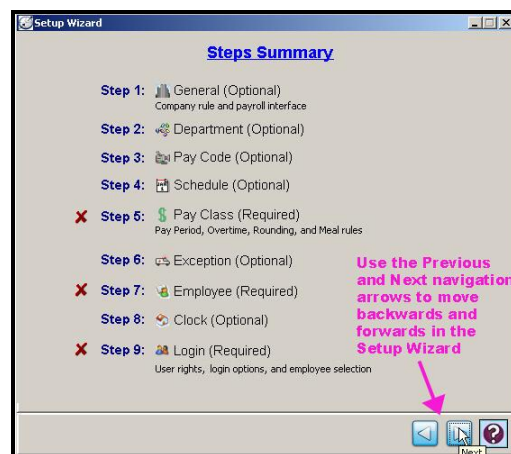 Setup Wizard
Steps Summary
Step 1: General (Optional)
Company rule and payroll interface
Step 2: Department (Optional)
Step 3: Pay Code (Optional)
Step 4: Schedule (Optional)
Step 5: Pay Class (Required)
Pay Period, Overtime, Rounding, and Meal rules
Step 6: Exception (Optional)
Step 7: Employee (Required)
Step 8: Clock (Optional)
Step 9: Login (Required)
User rights, login options, and employee selection
Use the Previous
and Next navigation
arrows to move
backwards and
forwards in the
Setup Wizard
Next